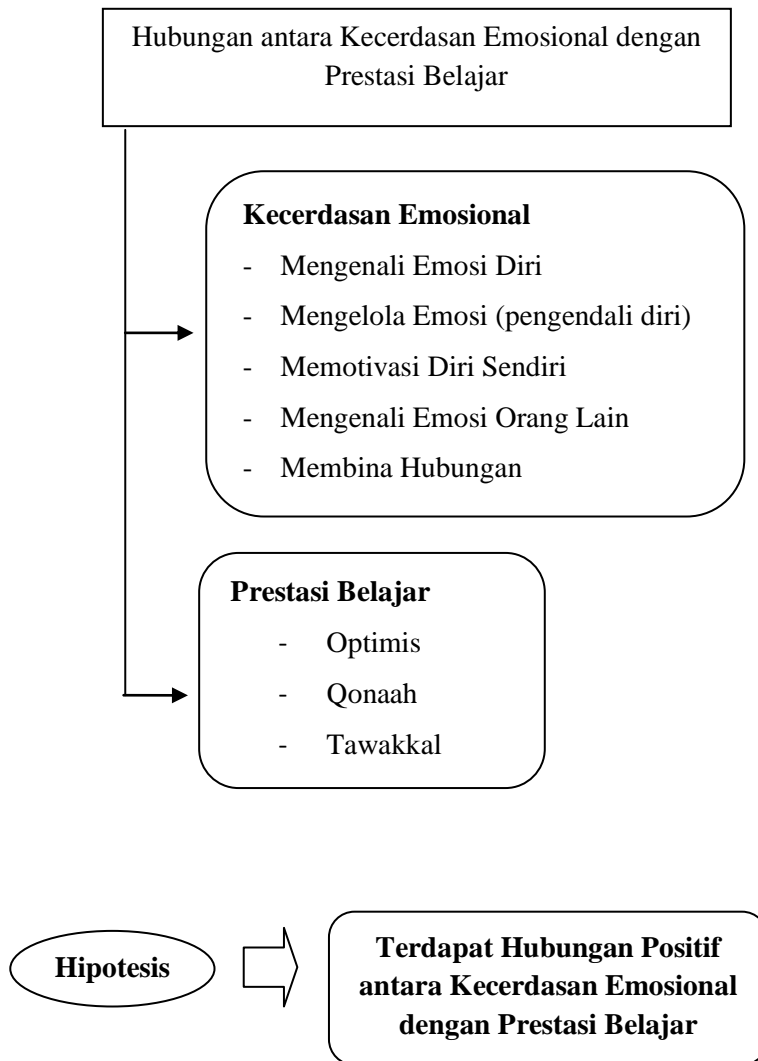 Hubungan antara Kecerdasan Emosional dengan
Prestasi Belajar
Kecerdasan Emosional
- Mengenali Emosi Diri
- Mengelola Emosi (pengendali diri)
- Memotivasi Diri Sendiri
- Mengenali Emosi Orang Lain
- Membina Hubungan
Prestasi Belajar
- Optimis
- Qonaah
- Tawakkal
Hipotesis
Terdapat Hubungan Positif
antara Kecerdasan Emosional
dengan Prestasi Belajar